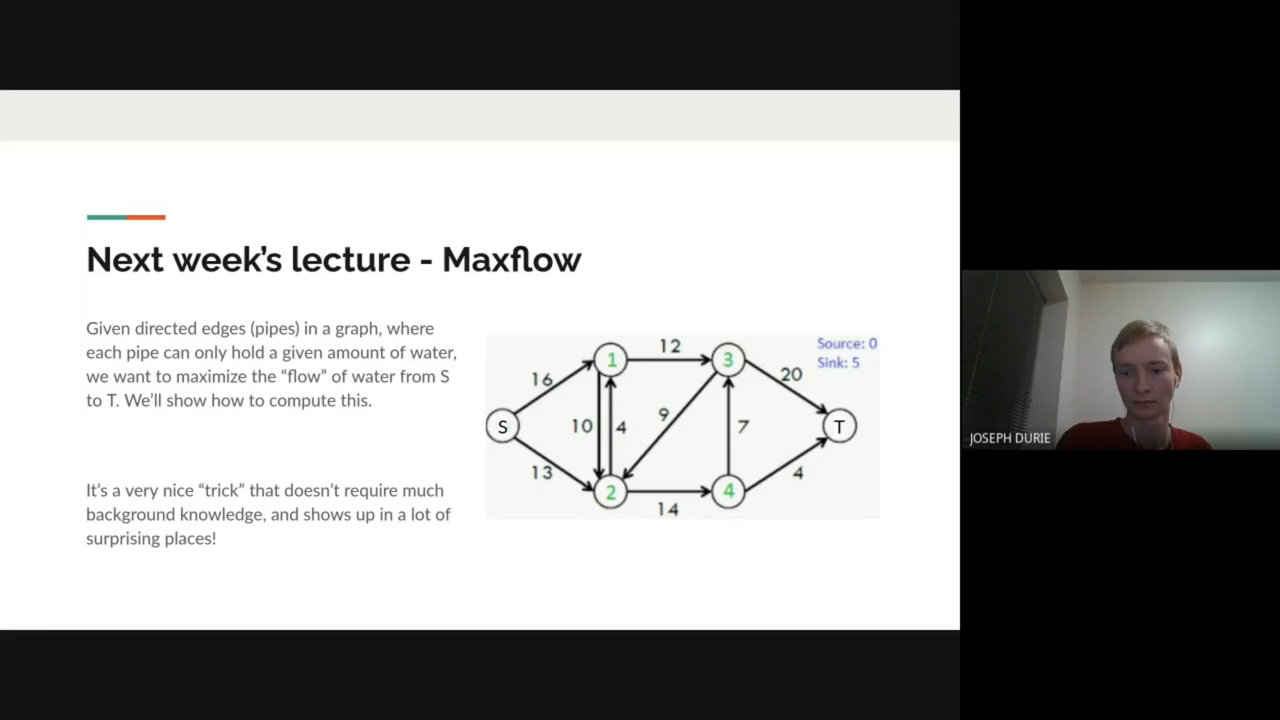 Next week's lecture - Maxflow
Given directed edges (pipes) in a graph, where
each pipe can only hold a given amount of water,
we want to maximize the “flow” of water from S
to T. We'll show how to compute this.
It's a very nice “trick” that doesn't require much
background knowledge, and shows up in a lot of
surprising places!
Source: 0
Sink: 5
12
1
3
16
20
S
10
4
9
7
T
13
4
2
4
14
JOSEPH DURIE